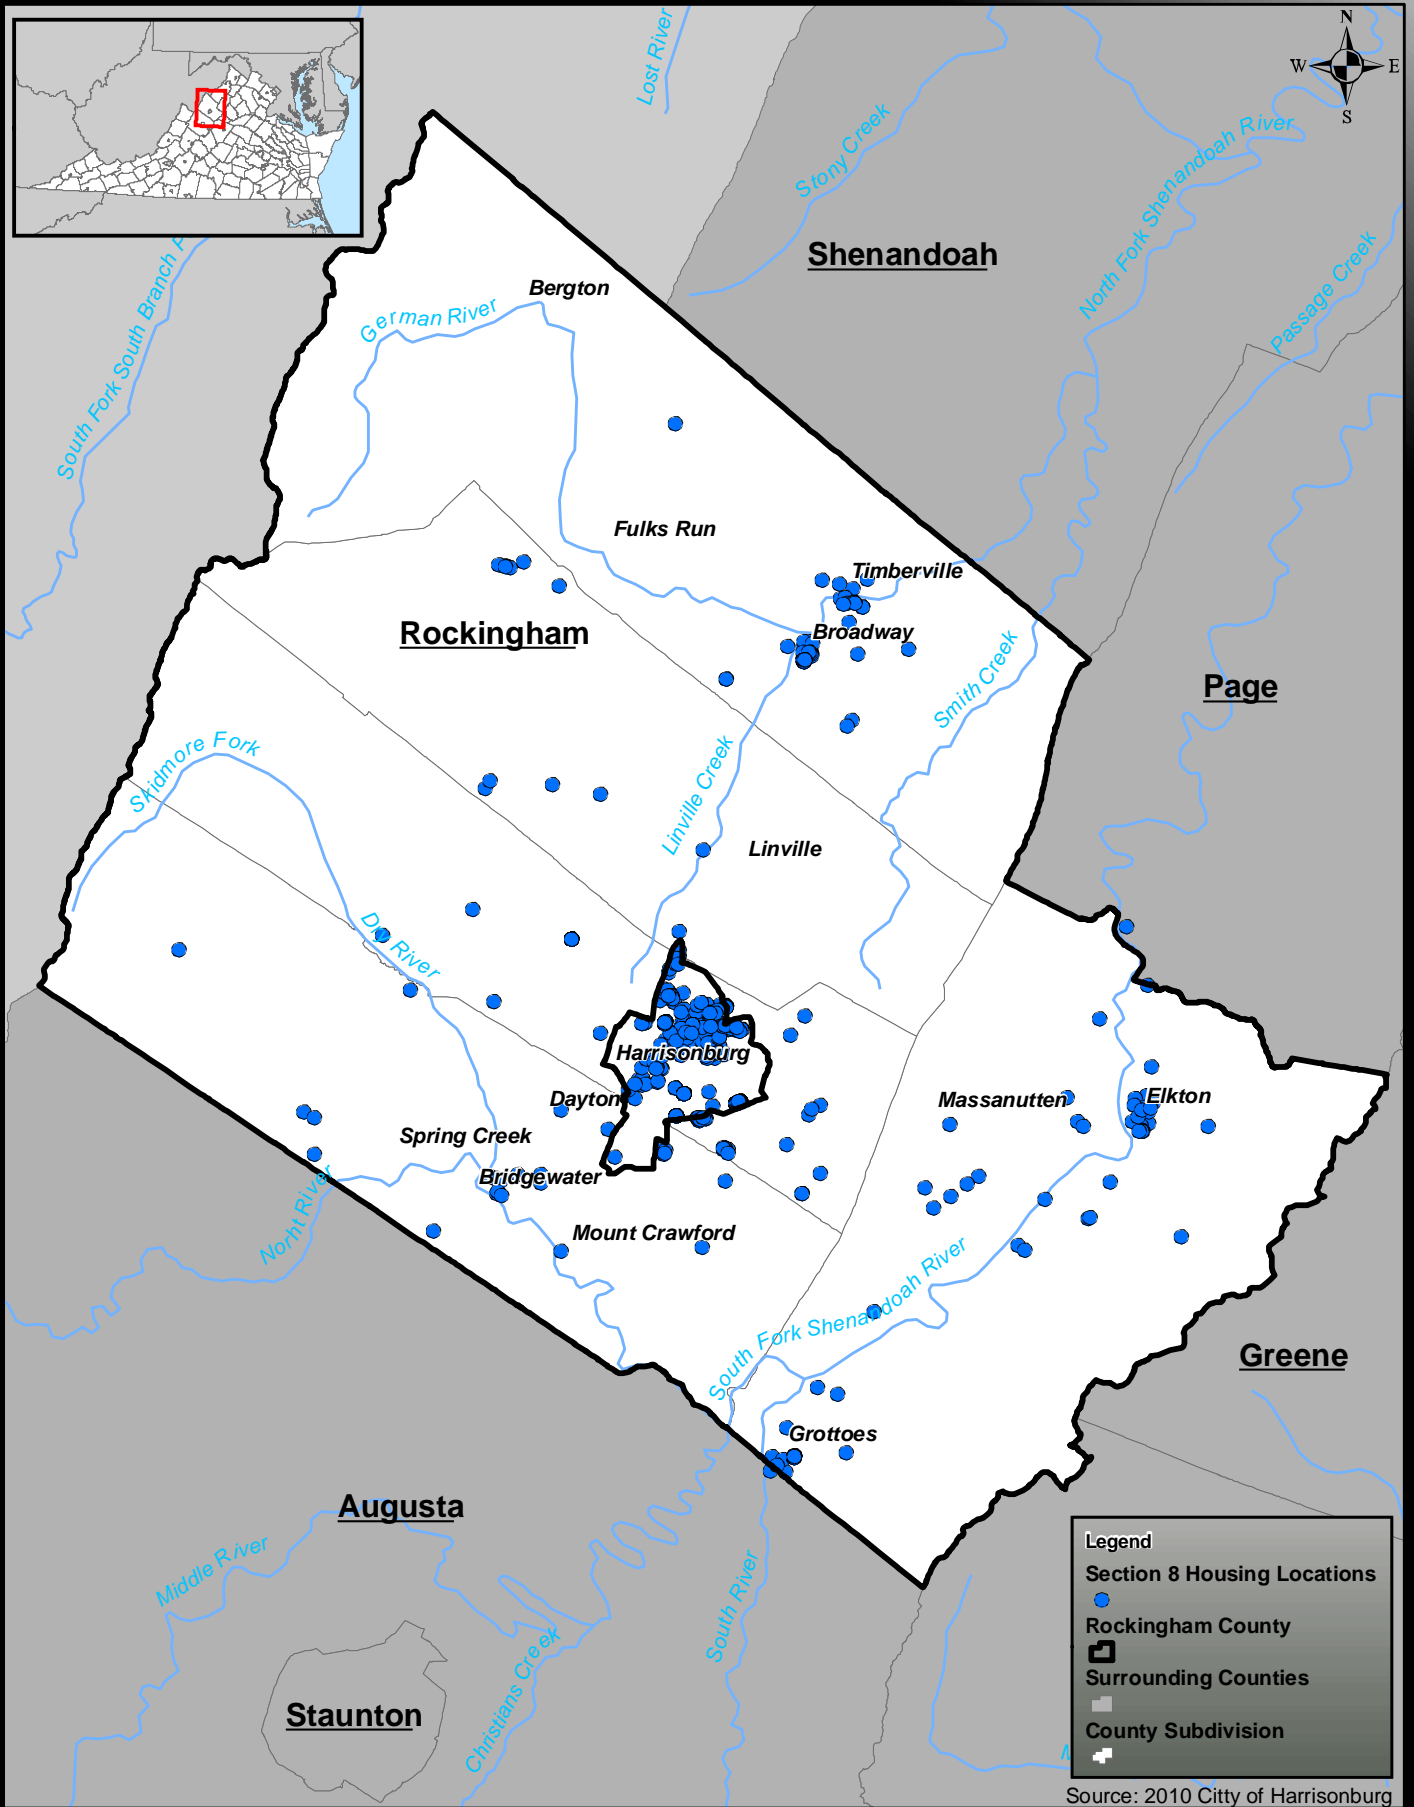 N
W E
S
Lost River
Stony Creek
North Fork Shenandoah River
Shenandoah
Passage Creek
South Fork South Branch
Bergton
German River
Fulks Run
Timberville
Rockingham
Broadway
Smith Creek
Page
Skidmore Fork
Linville Creek
Linville
Dry River
Harrisonburg
Dayton
Massanutten
Elkton
Spring Creek
Bridgewater
Norht River
Mount Crawford
South Fork Shenandoah River
Greene
Grottoes
Augusta
Middle River
South River
Christians Creek
Staunton
Legend
Section 8 Housing Locations
Rockingham County
Surrounding Counties
County Subdivision
Source: 2010 Citty of Harrisonburg